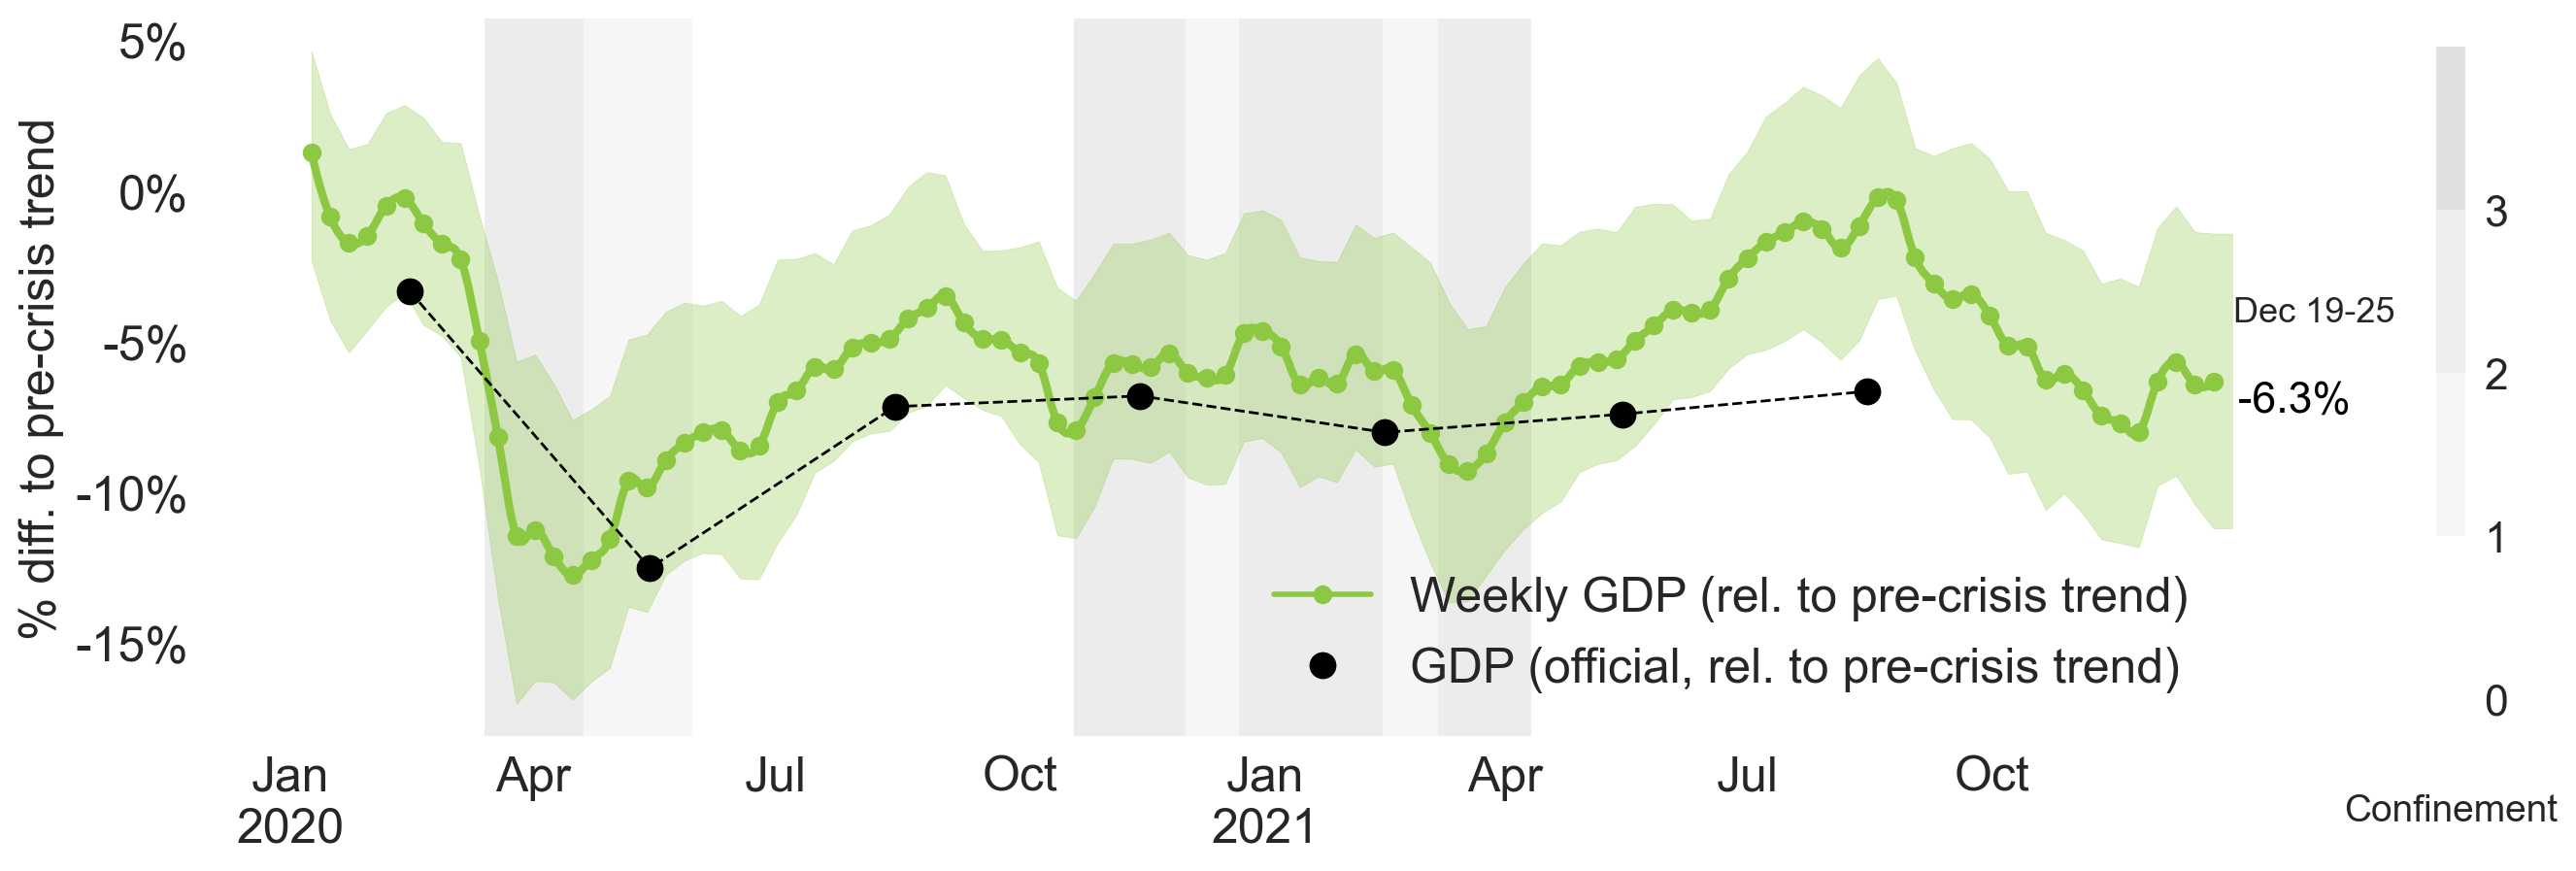 % diff. to pre-crisis trend
5%
0%
-5%
-10%
-15%
Jan
2020
Apr
Jul
Oct
Jan
2021
Apr
Jul
Oct
Weekly GDP (rel. to pre-crisis trend)
GDP (official, rel. to pre-crisis trend)
Dec 19-25
-6.3%
3
2
1
0
Confinement